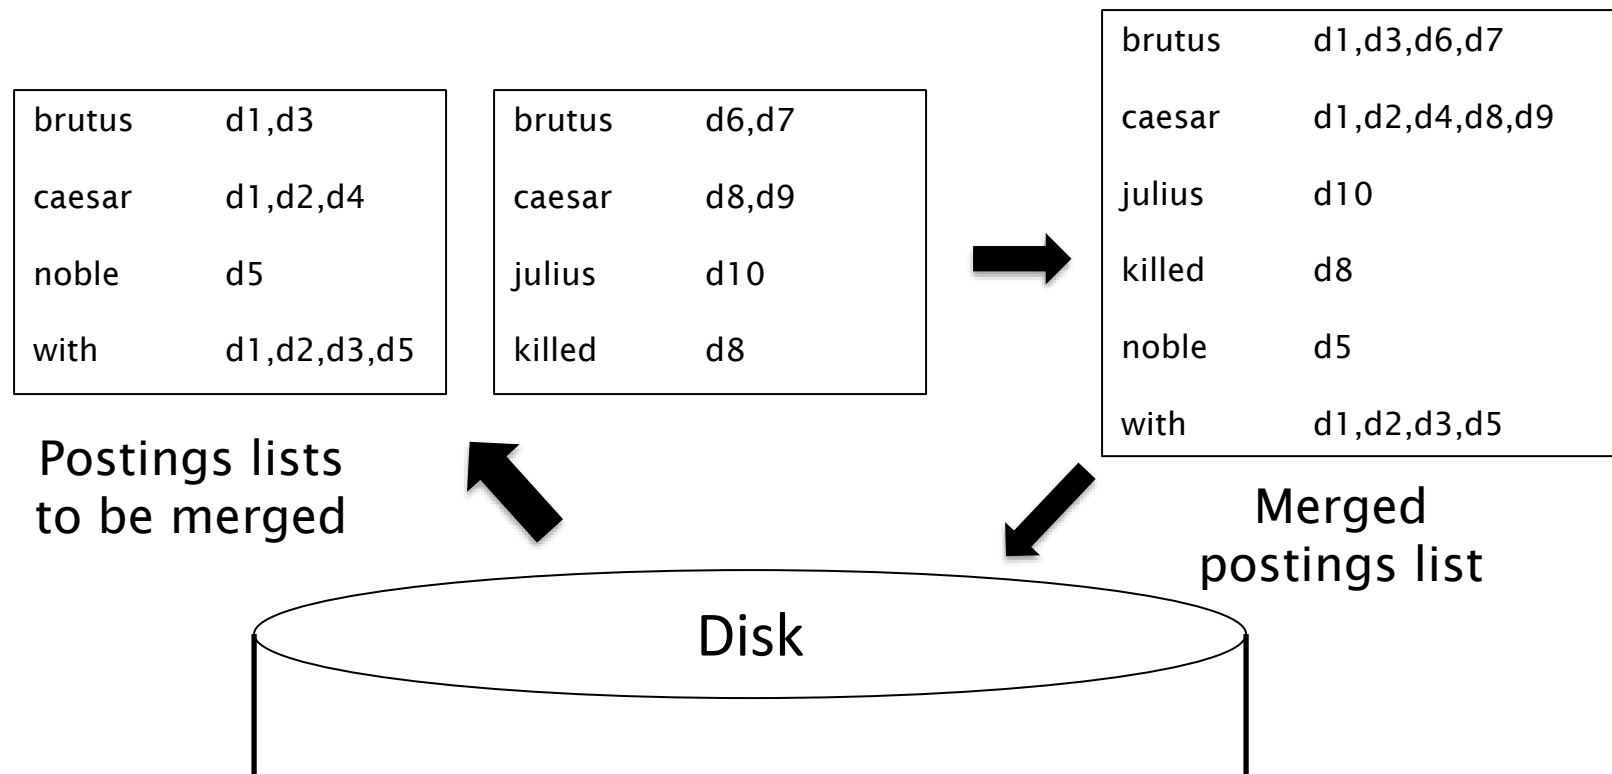 brutus d1,d3
caesar d1,d2,d4
noble d5
with d1,d2,d3,d5
brutus d6,d7
caesar d8,d9
julius d10
killed d8
brutus d1,d3,d6,d7
caesar d1,d2,d4,d8,d9
julius d10
killed d8
noble d5
with d1,d2,d3,d5
Postings lists
to be merged
Merged
postings list
Disk